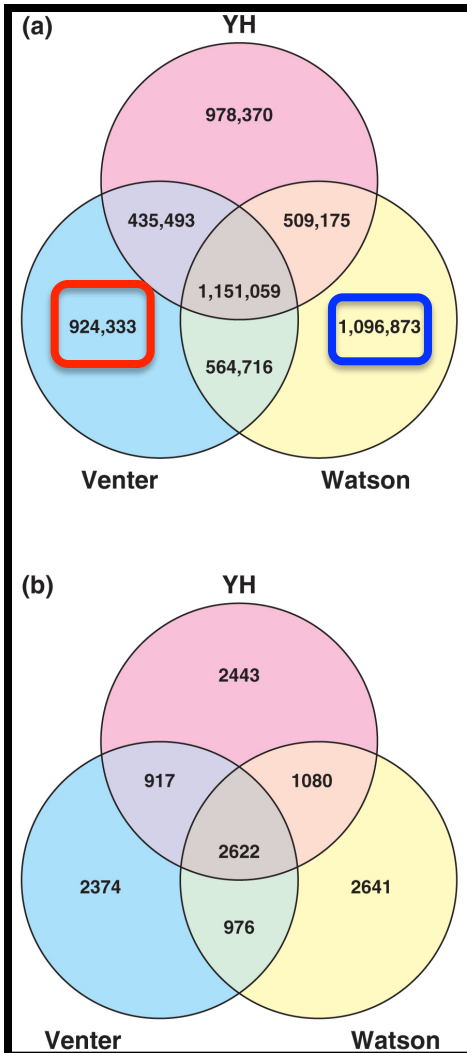 (a)
YH
978,370
435,493
509,175
1,151,059
924,333
1,096,873
564,716
Venter
Watson
(b)
YH
2443
917
1080
2622
2374
2641
976
Venter
Watson